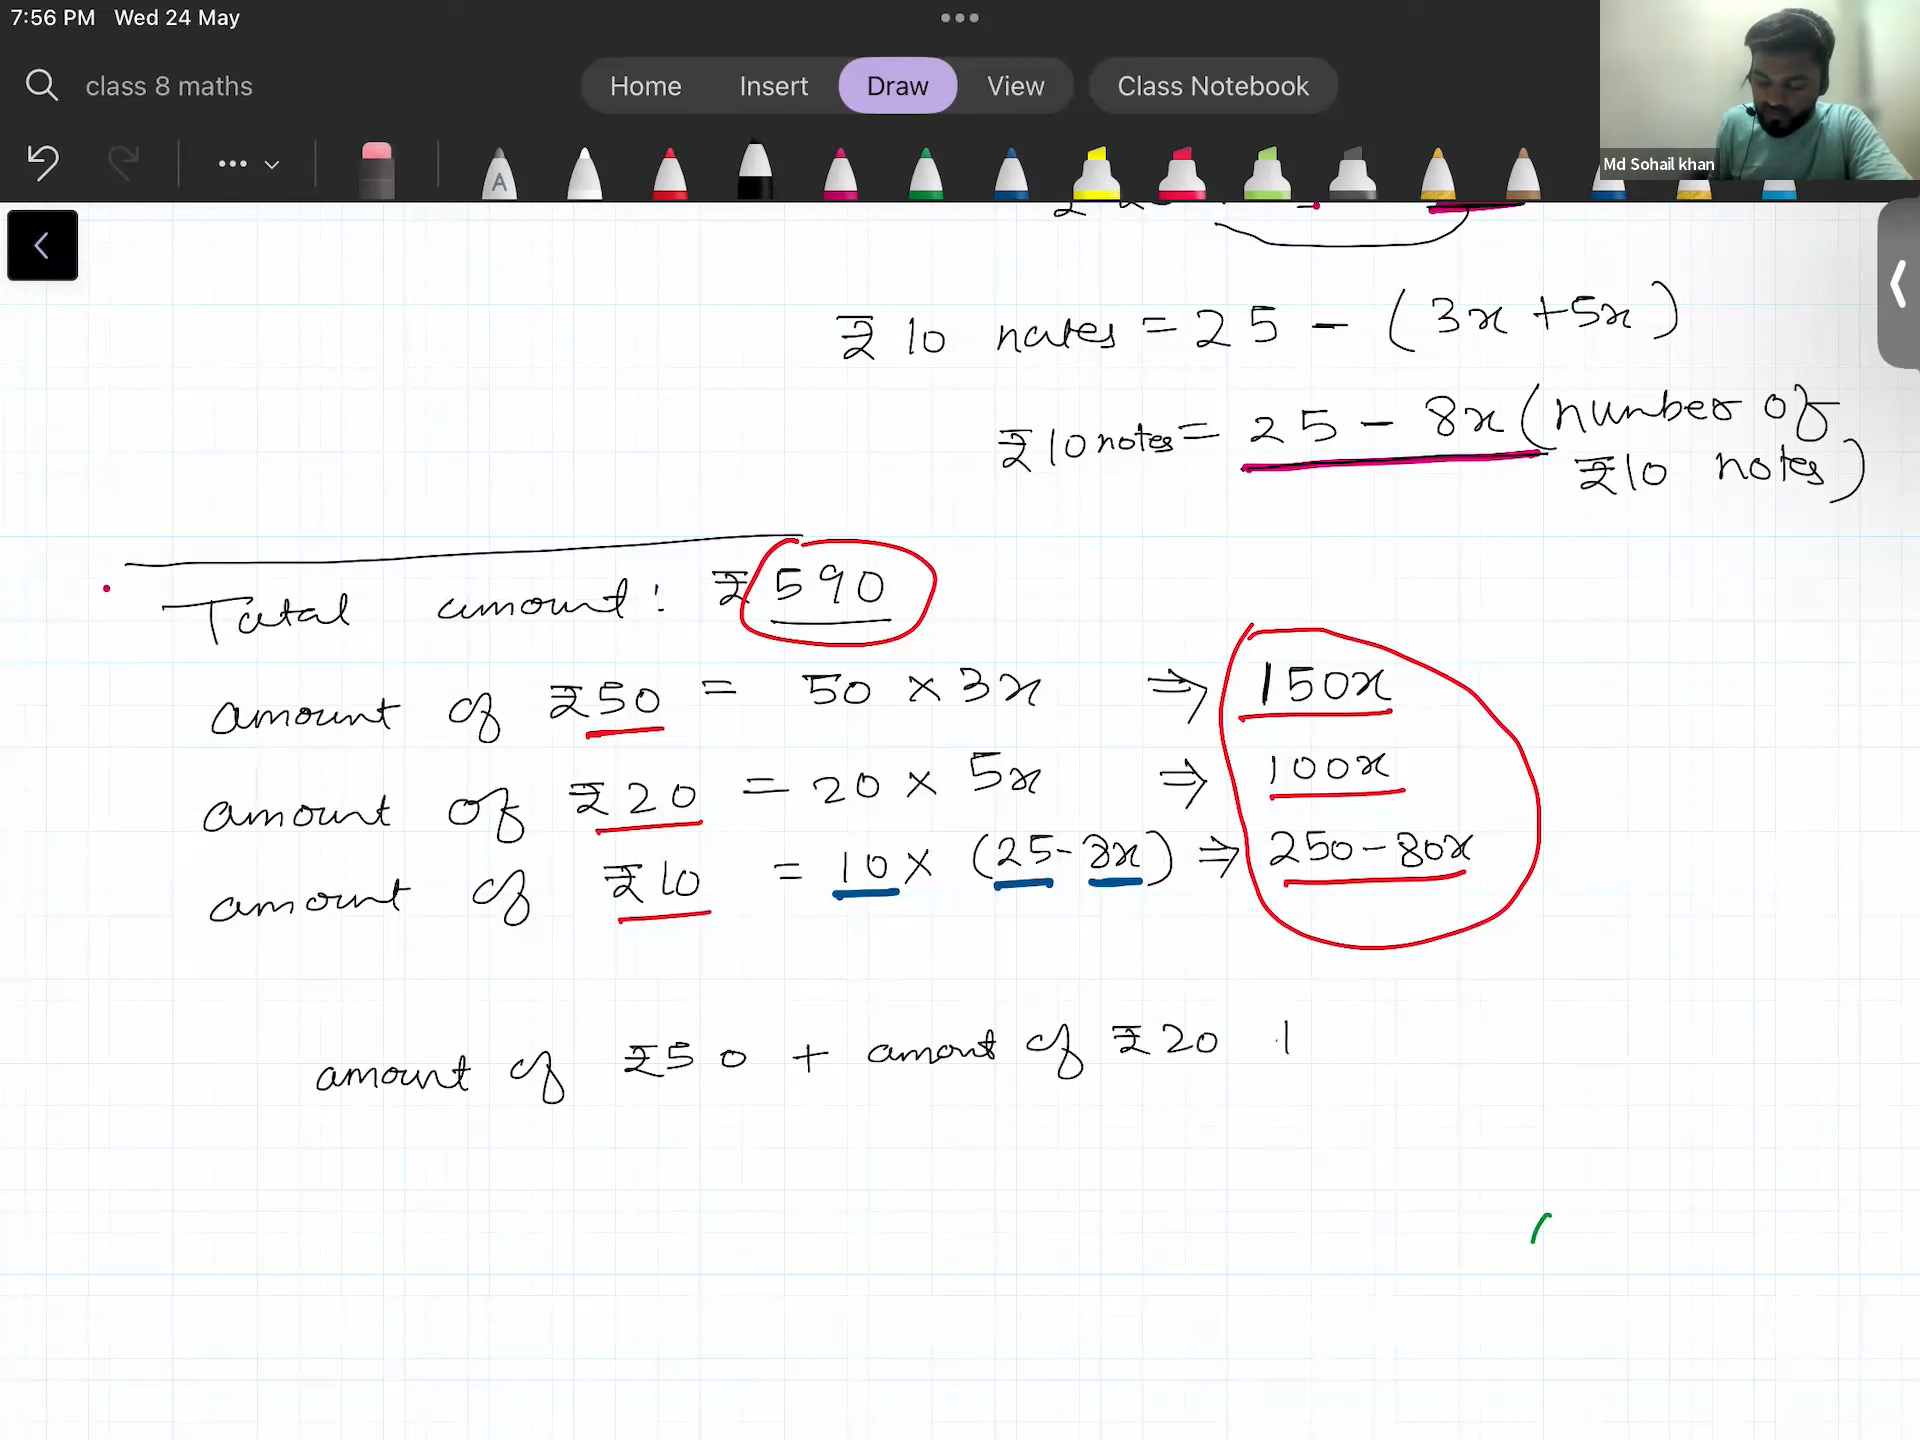 7:56 PM Wed 24 May
class 8 maths
Home Insert Draw View Class Notebook
Md Sohail khan
₹ 10 nates = 25 - (3x + 5x)
₹10 notes = 25 - 8x (number of
₹10 notes)
Tatal amount : ₹ 590
amount of ₹50 = 50 × 3x ⇒ 150x
amount of ₹20 = 20 × 5x ⇒ 100x
amount of ₹10 = 10 × (25-8x) ⇒ 250-80x
amount of ₹50 + amont of ₹20